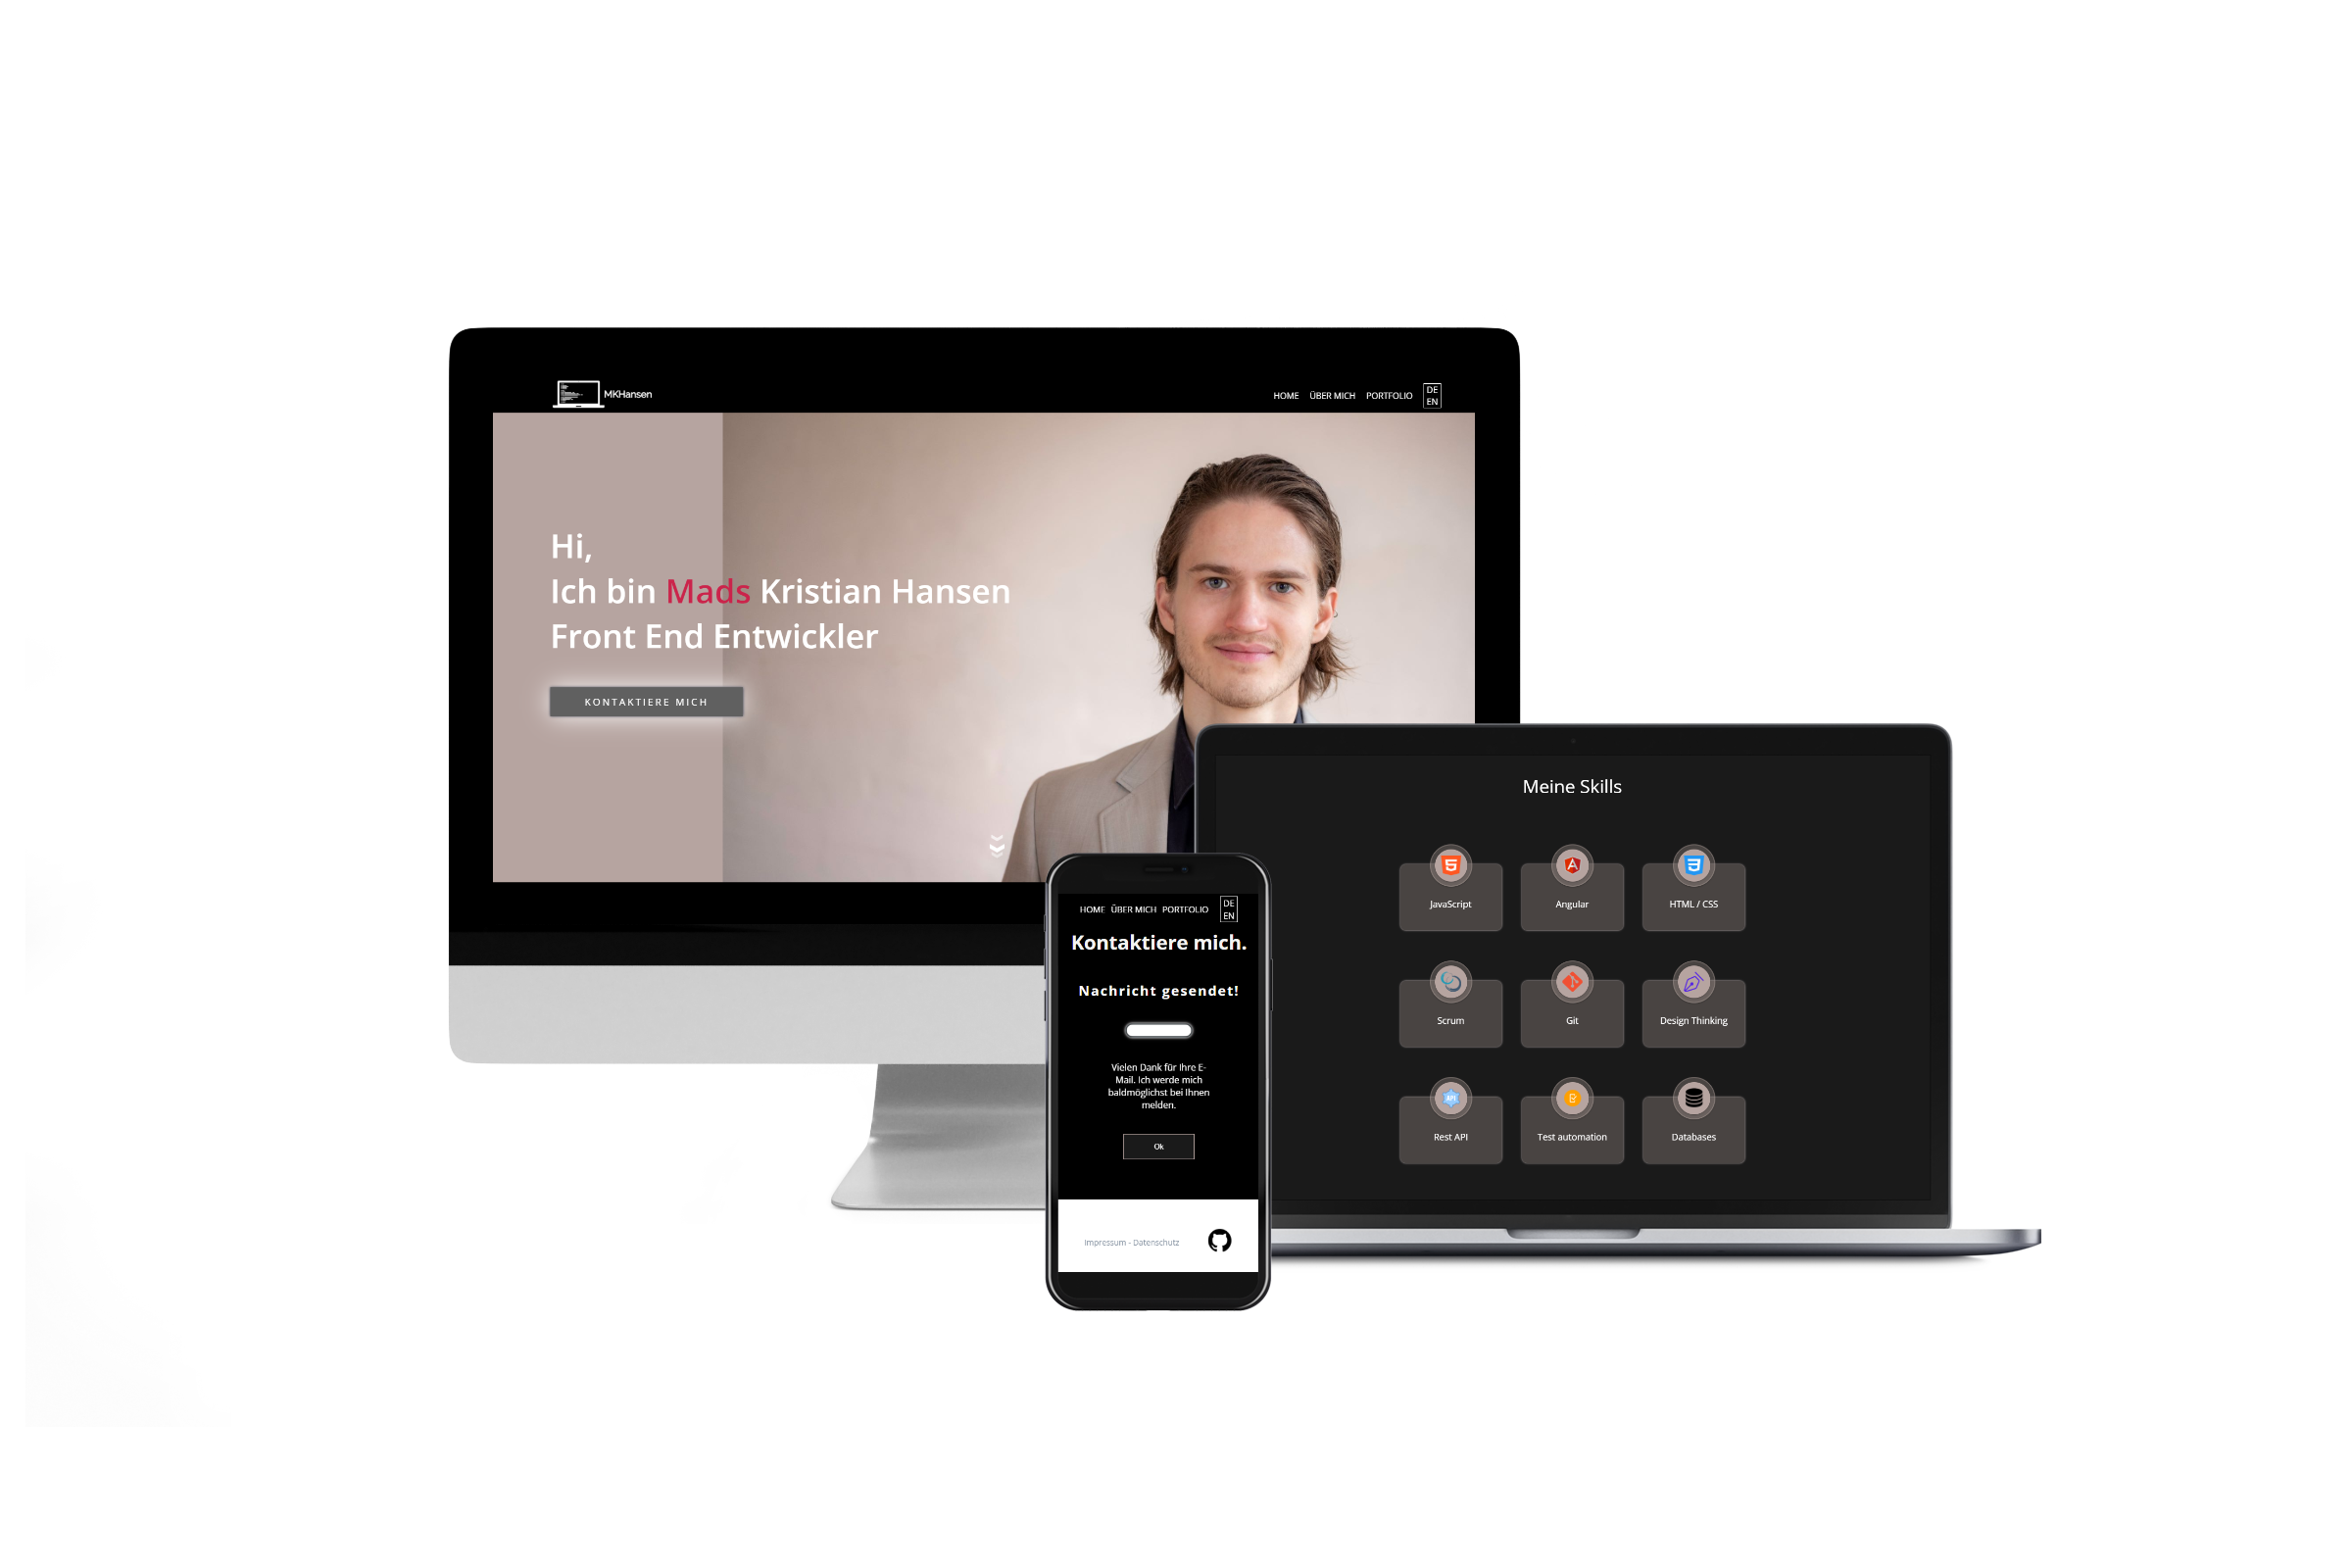 MKHansen
HOME ÜBER MICH PORTFOLIO DE
EN
Hi,
Ich bin Mads Kristian Hansen
Front End Entwickler
KONTAKTIERE MICH
Meine Skills
JavaScript Angular HTML / CSS
Scrum Git Design Thinking
API
Rest API Test automation Databases
HOME ÜBER MICH PORTFOLIO DE
EN
Kontaktiere mich.
Nachricht gesendet!
Vielen Dank für Ihre E-
Mail. Ich werde mich
baldmöglichst bei Ihnen
melden.
Ok
Impressum - Datenschutz